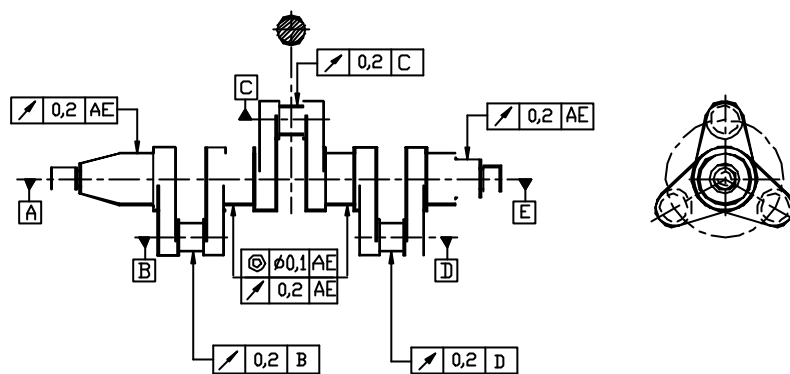 ↗ 0,2 C
C
↗ 0,2 AE
↗ 0,2 AE
A
E
B
D
◎ ø0,1 AE
↗ 0,2 AE
↗ 0,2 B
↗ 0,2 D